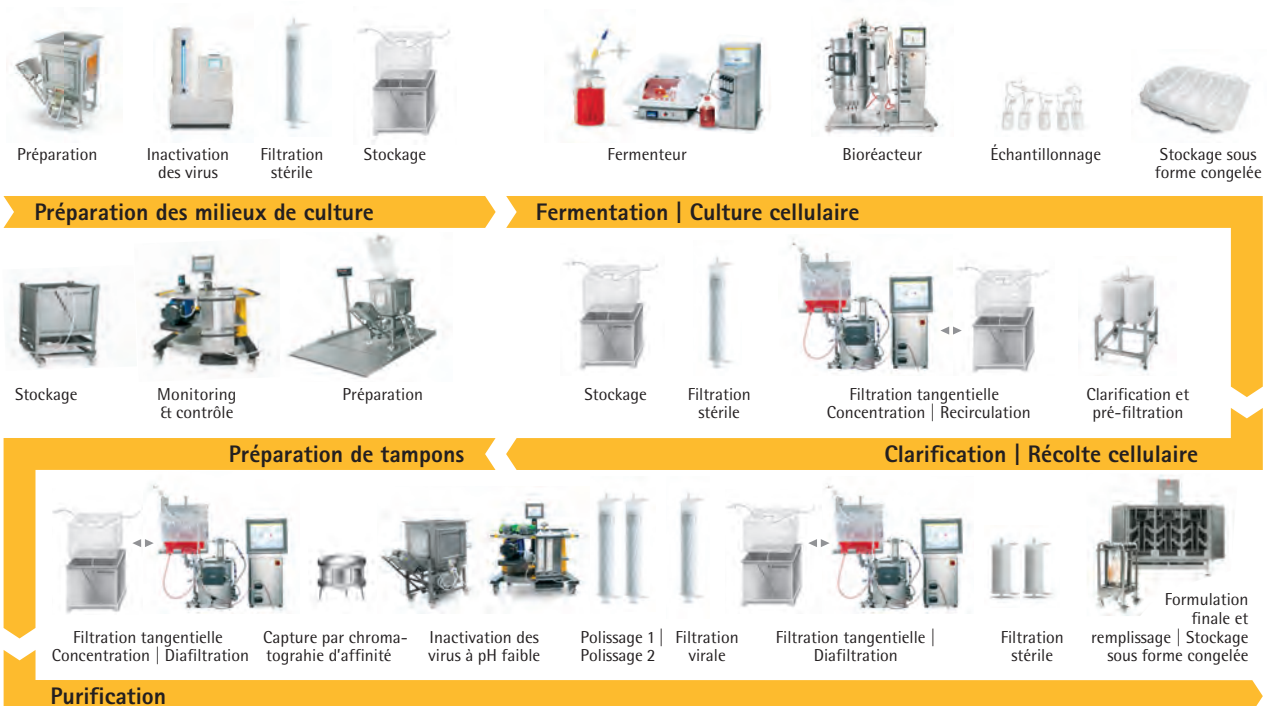 Préparation
Inactivation
des virus
Filtration
stérile
Stockage
Fermenteur
Bioréacteur
Échantillonnage
Stockage sous
forme congelée
Préparation des milieux de culture
Fermentation | Culture cellulaire
Stockage
Monitoring
& contrôle
Préparation
Stockage
Filtration
stérile
Filtration tangentielle
Concentration | Recirculation
Clarification et
pré-filtration
Préparation de tampons
Clarification | Récolte cellulaire
Filtration tangentielle
Concentration | Diafiltration
Capture par chroma-
tograhie d'affinité
Inactivation des
virus à pH faible
Polissage 1 |
Polissage 2
Filtration
virale
Filtration tangentielle |
Diafiltration
Filtration
stérile
Formulation
finale et
remplissage | Stockage
sous forme congelée
Purification